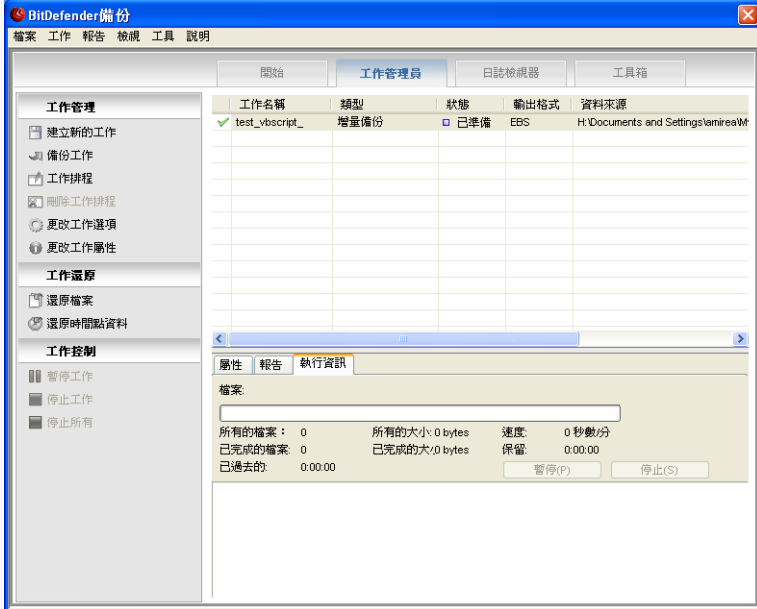 BitDefender備份
檔案 工作 報告 檢視 工具 說明
開始 工作管理員 日誌檢視器 工具箱
工作管理
建立新的工作
備份工作
工作排程
刪除工作排程
更改工作選項
更改工作屬性
工作還原
還原檔案
還原時間點資料
工作控制
暫停工作
停止工作
停止所有
工作名稱 類型 狀態 輸出格式 資料來源
test_vbscript_ 增量備份 已準備 EBS H:\Documents and Settings\amirea\M
屬性 報告 執行資訊
檔案:
所有的檔案： 0 所有的大小: 0 bytes 速度: 0 秒數/分
已完成的檔案: 0 已完成的大 0 bytes 保留: 0:00:00
已過去的: 0:00:00
暫停(P) 停止(S)